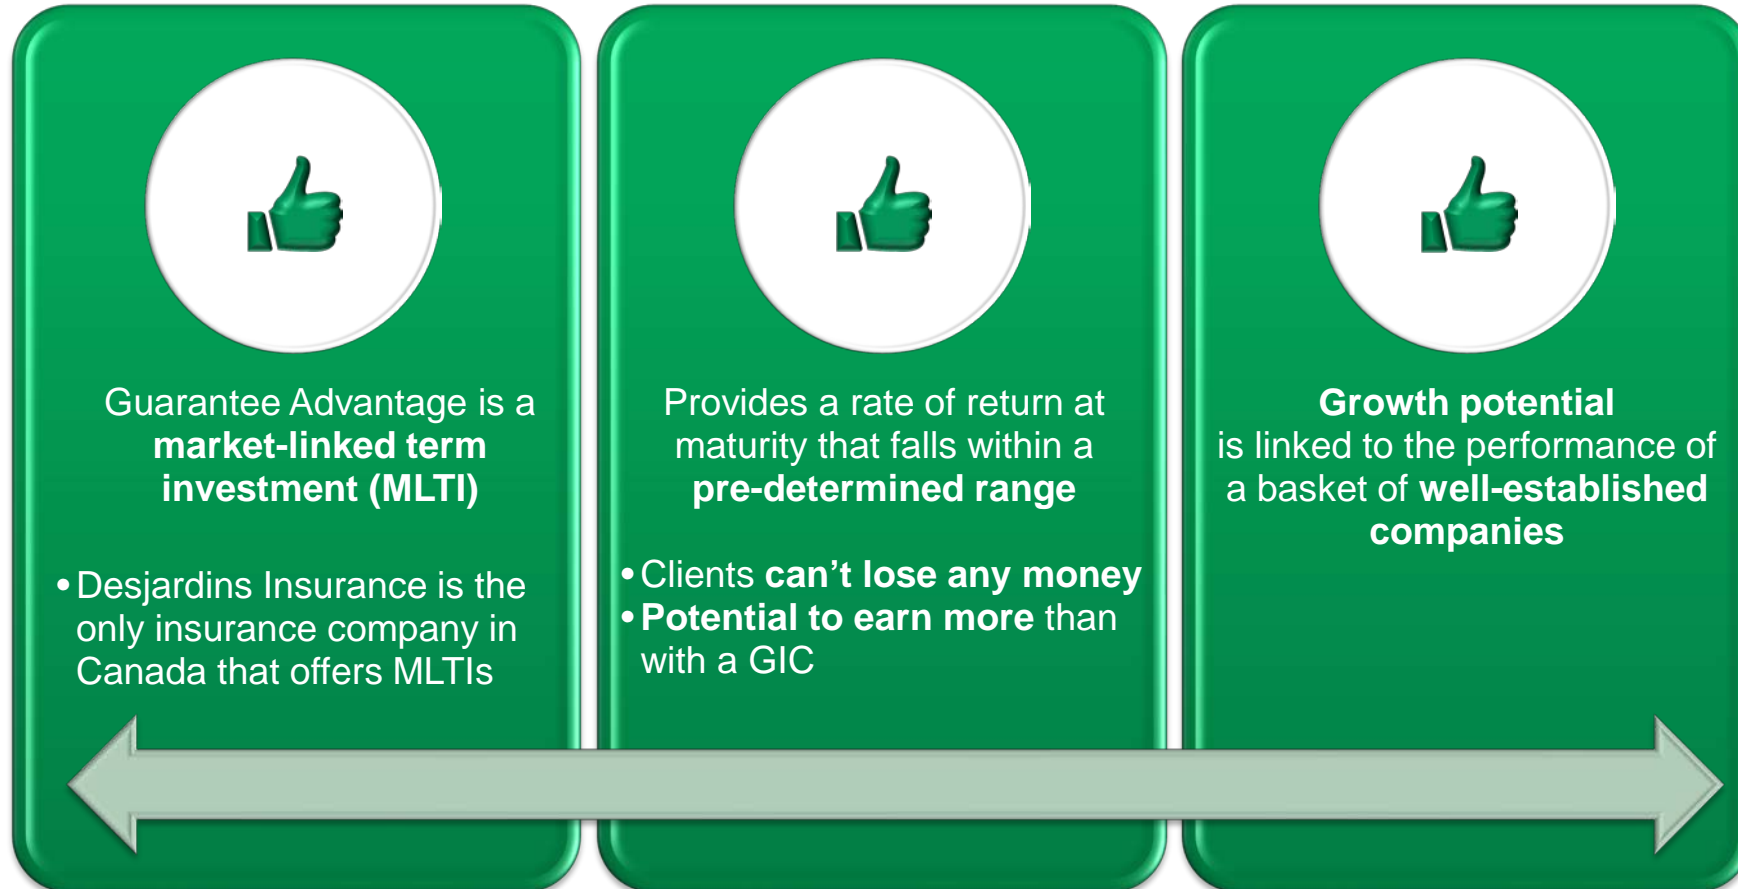 Guarantee Advantage is a
market-linked term
investment (MLTI)
•Desjardins Insurance is the
only insurance company in
Canada that offers MLTIs
Provides a rate of return at
maturity that falls within a
pre-determined range
•Clients can’t lose any money
•Potential to earn more than
with a GIC
Growth potential
is linked to the performance of
a basket of well-established
companies